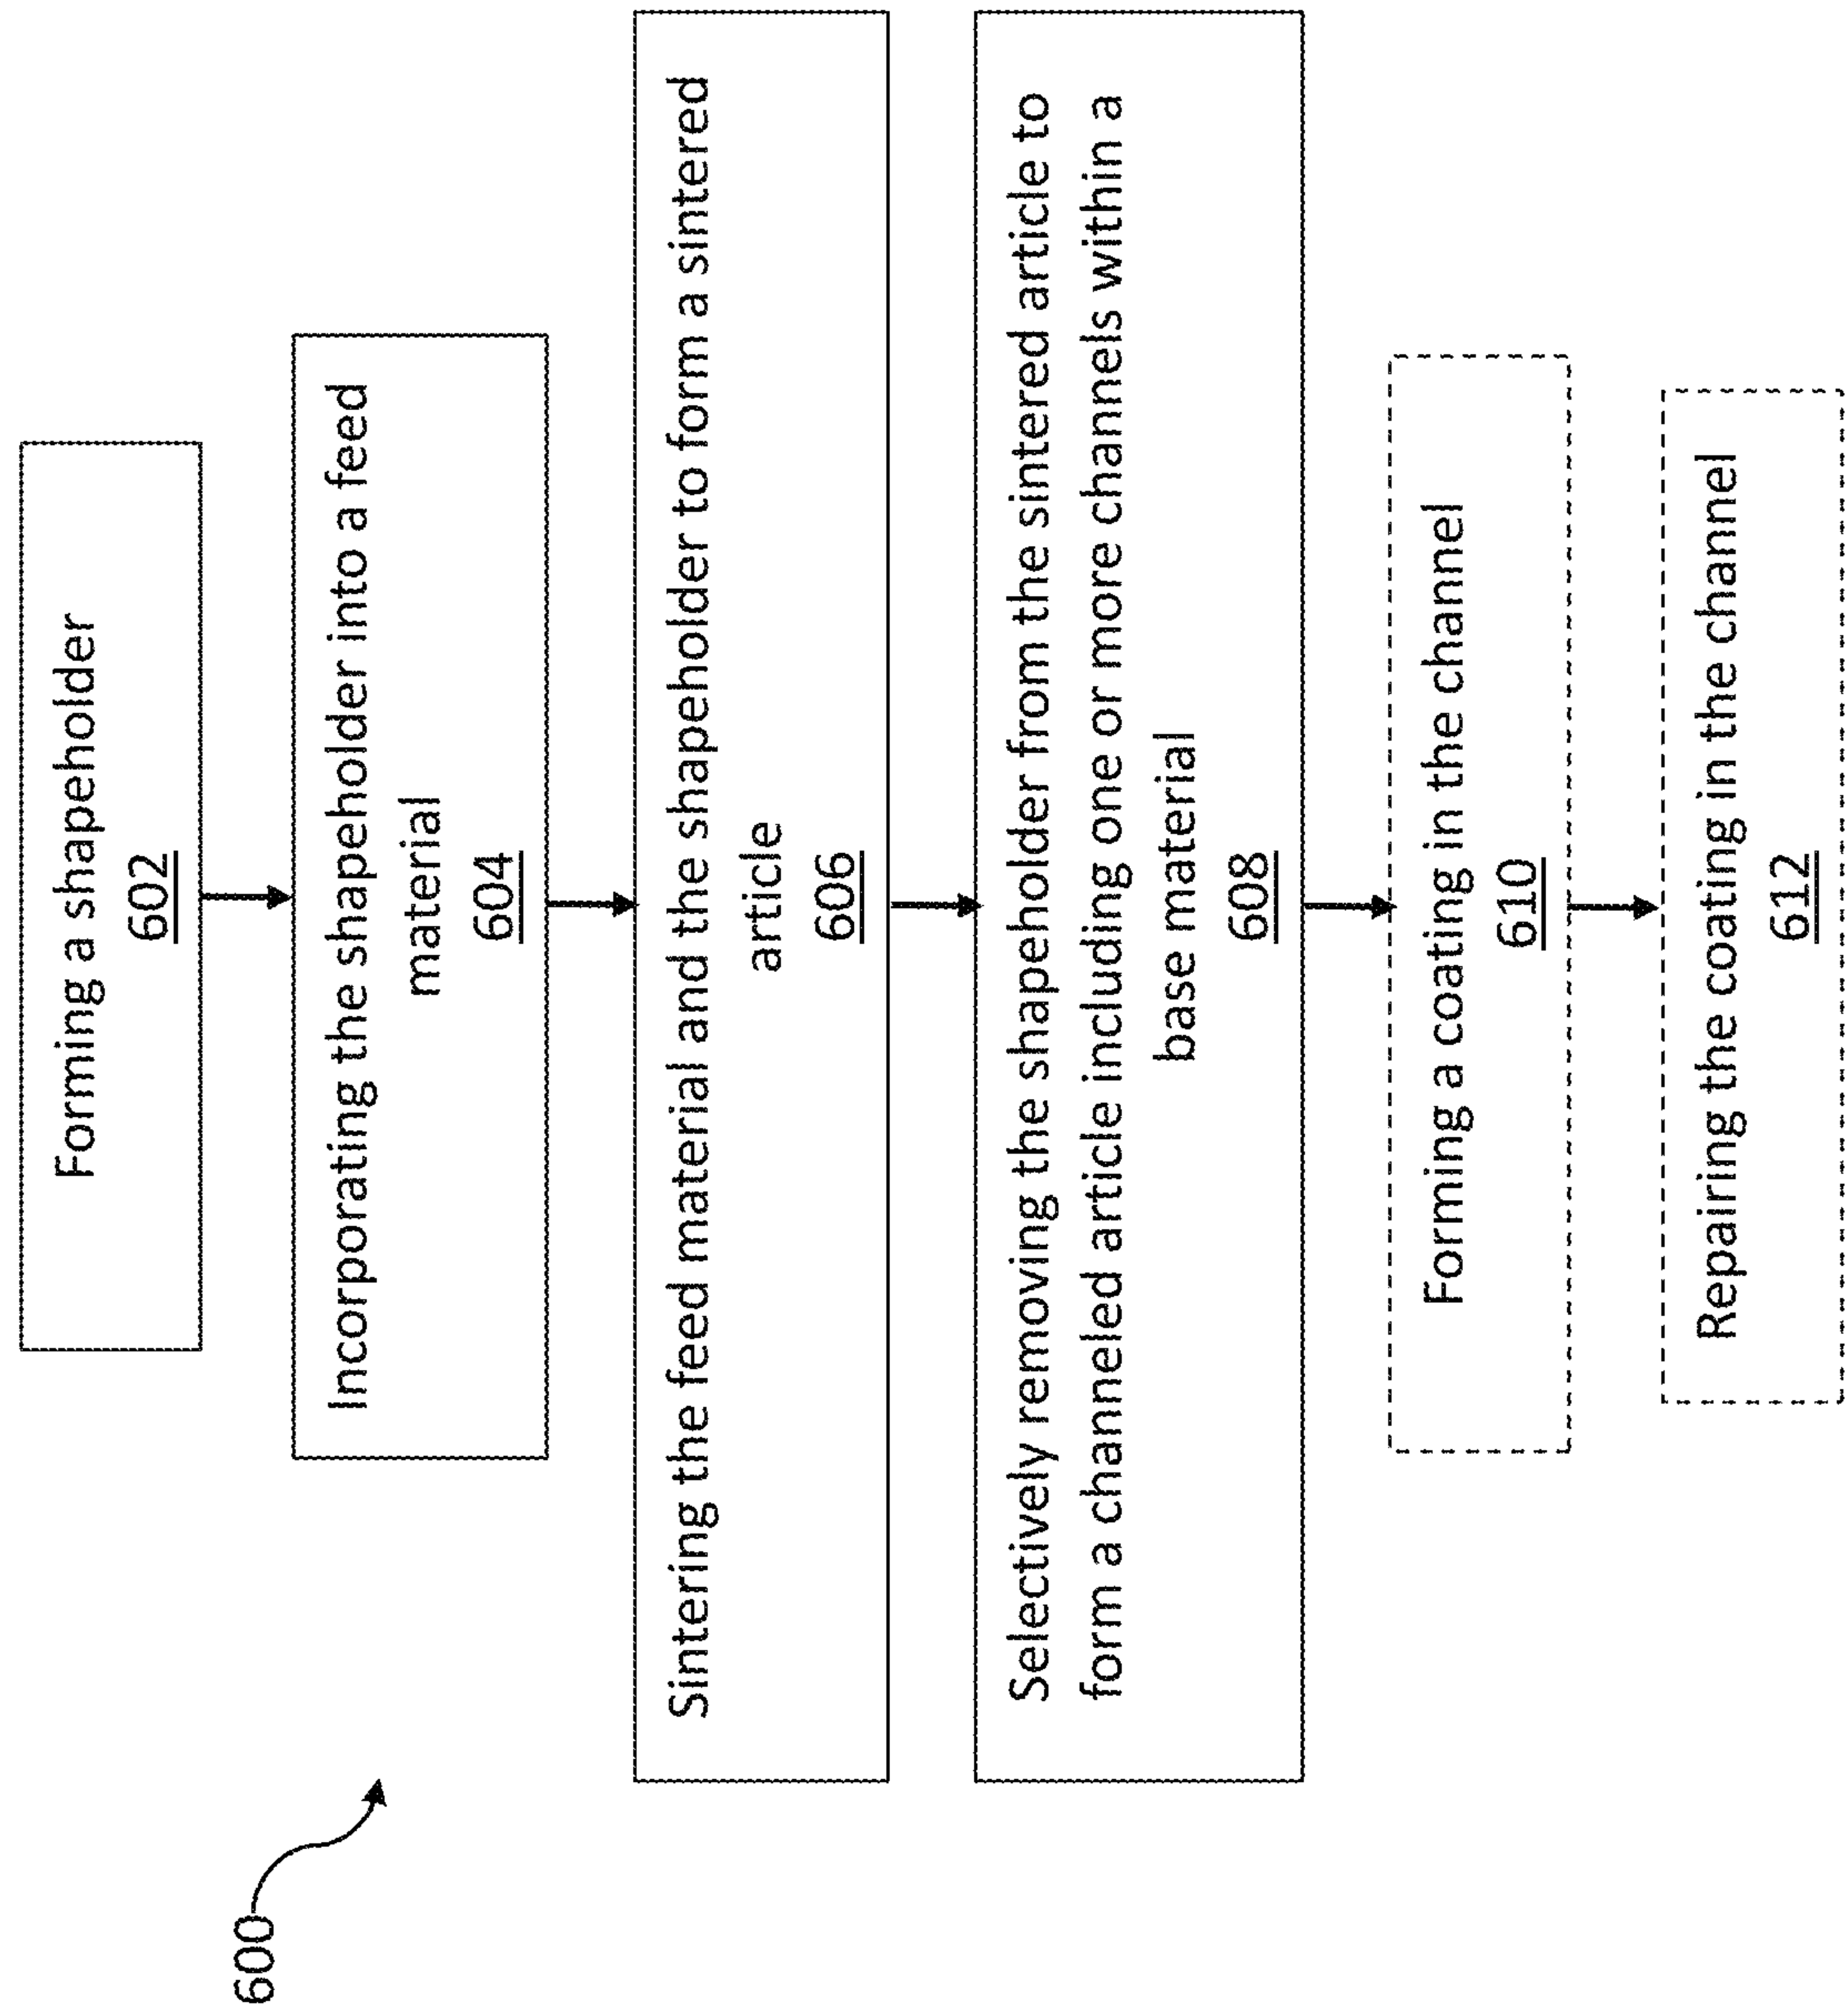 600
Forming a shapeholder
602
Incorporating the shapeholder into a feed
material
604
Sintering the feed material and the shapeholder to form a sintered
article
606
Selectively removing the shapeholder from the sintered article to
form a channeled article including one or more channels within a
base material
608
Forming a coating in the channel
610
Repairing the coating in the channel
612